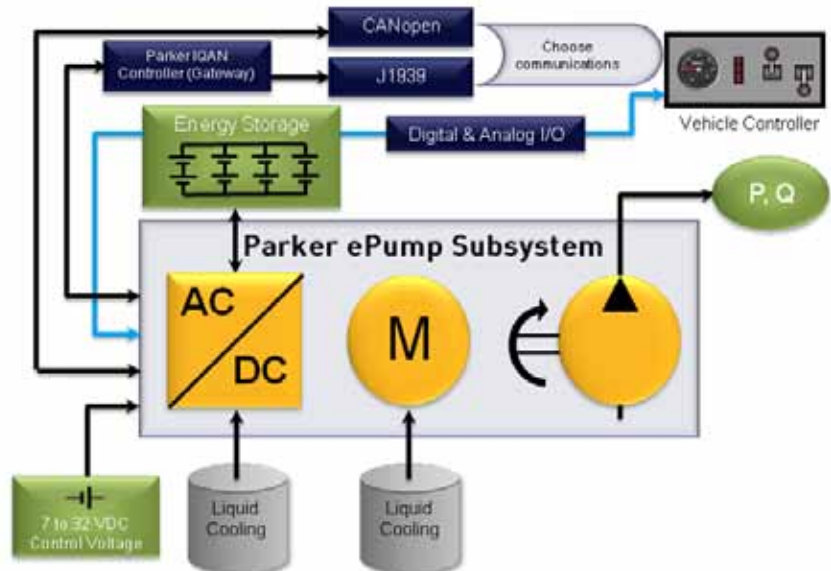 CANopen
Parker IQAN
Controller (Gateway)
J1939
Choose
communications
Vehicle Controller
Energy Storage
Digital & Analog I/O
P, Q
Parker ePump Subsystem
AC
DC
M
7 to 32 VDC
Control Voltage
Liquid
Cooling
Liquid
Cooling